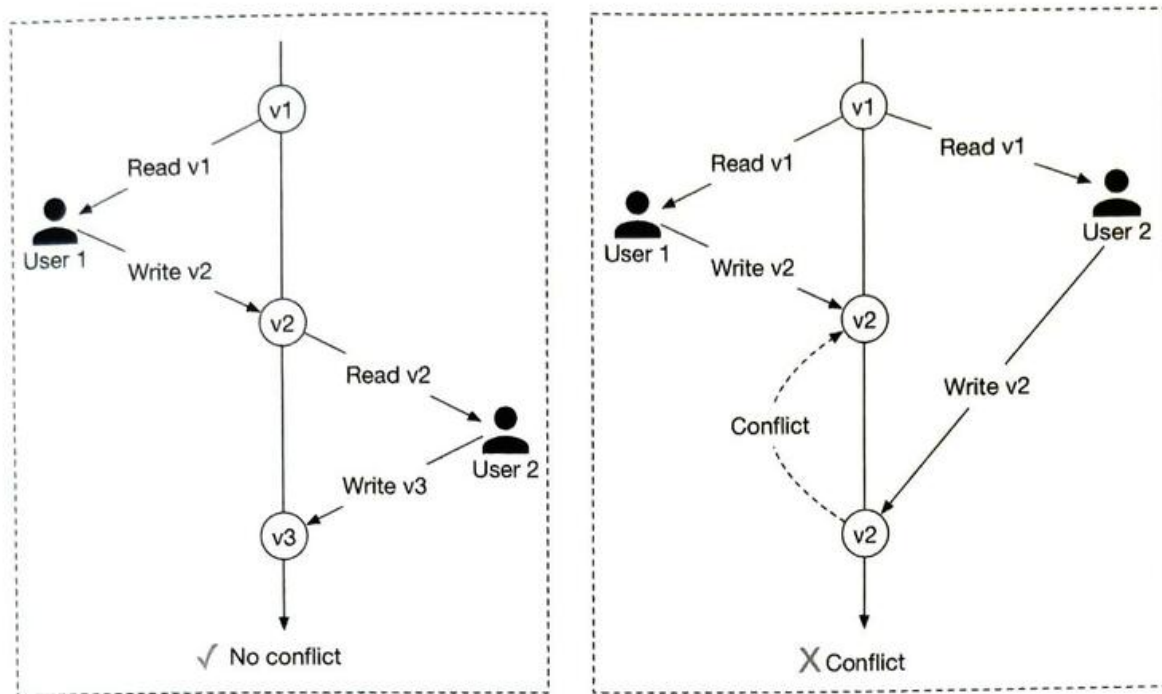 v1
Read v1
User 1
Write v2
v2
Read v2
User 2
Write v3
v3
✓ No conflict
v1
Read v1
Read v1
User 1
User 2
Write v2
v2
Write v2
Conflict
v2
X Conflict